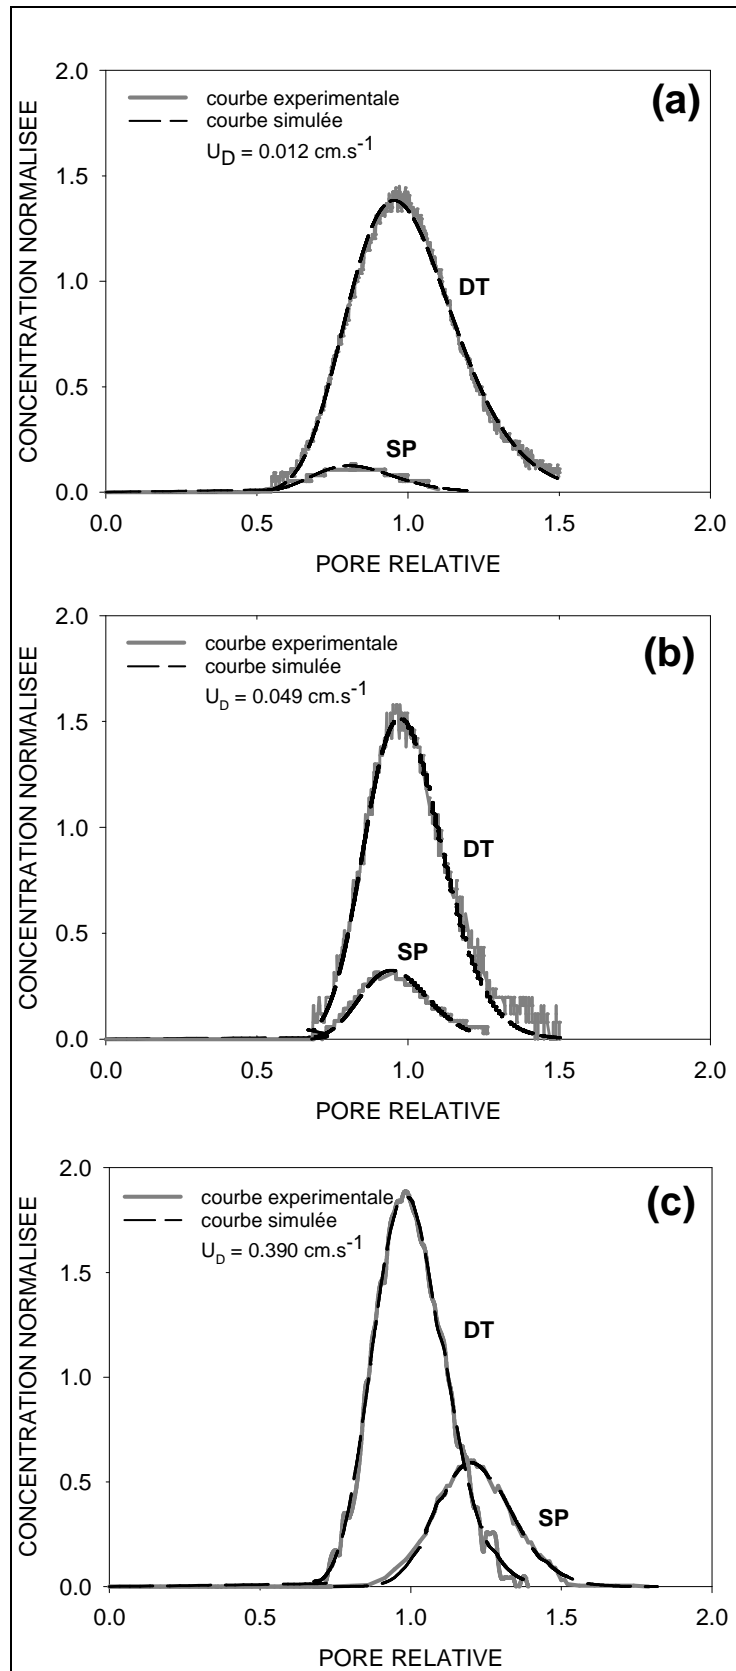 (a)
courbe experimentale
courbe simulée
U_D = 0.012 cm.s^-1
CONCENTRATION NORMALISEE
2.0
1.5
1.0
0.5
0.0
DT
SP
0.0 0.5 1.0 1.5 2.0
PORE RELATIVE
(b)
courbe experimentale
courbe simulée
U_D = 0.049 cm.s^-1
CONCENTRATION NORMALISEE
2.0
1.5
1.0
0.5
0.0
DT
SP
0.0 0.5 1.0 1.5 2.0
PORE RELATIVE
(c)
courbe experimentale
courbe simulée
U_D = 0.390 cm.s^-1
CONCENTRATION NORMALISEE
2.0
1.5
1.0
0.5
0.0
DT
SP
0.0 0.5 1.0 1.5 2.0
PORE RELATIVE